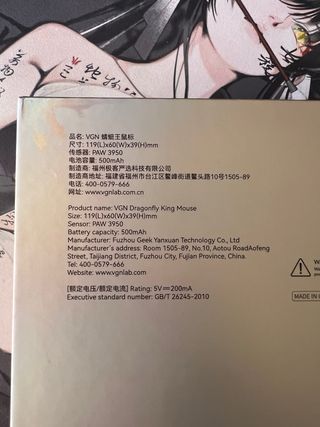 品名: VGN 蜻蜓王鼠标
尺寸: 119(L)x60(W)x39(H)mm
传感器: PAW 3950
电池容量: 500mAh
制造商: 福州极客严选科技有限公司
制造商地址: 福建省福州市台江区鳌峰街道鳌头路10号1505-89
电话: 400-0579-666
网址: www.vgnlab.com.cn
Product name: VGN Dragonfly King Mouse
Size: 119(L)x60(W)x39(H)mm
Sensor: PAW 3950
Battery capacity: 500mAh
Manufacturer: Fuzhou Geek Yanxuan Technology Co., Ltd
Manufacturer's address: Room 1505-89, No.10, Aotou RoadAofeng
Street, Taijiang District, Fuzhou City, Fujian Province, China.
Tel: 400-0579-666
Website: www.vgnlab.com
[额定电压/额定电流] Rating: 5V⎓200mA
Executive standard number: GB/T 26245-2010
MADE IN